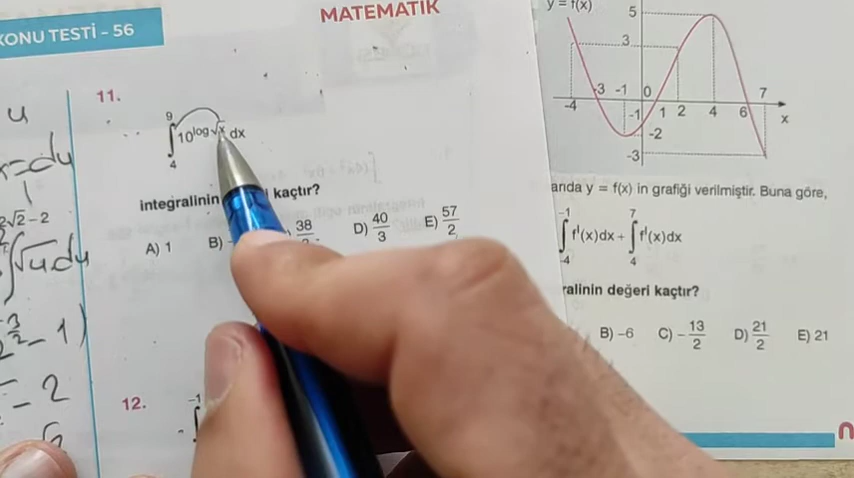 KONU TESTİ - 56
MATEMATİK
11.
9
∫ 10^log√x dx
4
integralinin kaçtır?
A) 1 B) 38 D) 40/3 E) 57/2
12.
-1
∫
u
= du
2√2-2
∫√u du
3/2 - 1)
- 2
y = f(x)
5
3
-3 -1 0 7
-4 -1 1 2 4 6 x
-2
-3
y = f(x) in grafiği verilmiştir. Buna göre,
-1 7
∫ f'(x)dx + ∫ f'(x)dx
-4 4
değeri kaçtır?
B) -6 C) -13/2 D) 21/2 E) 21